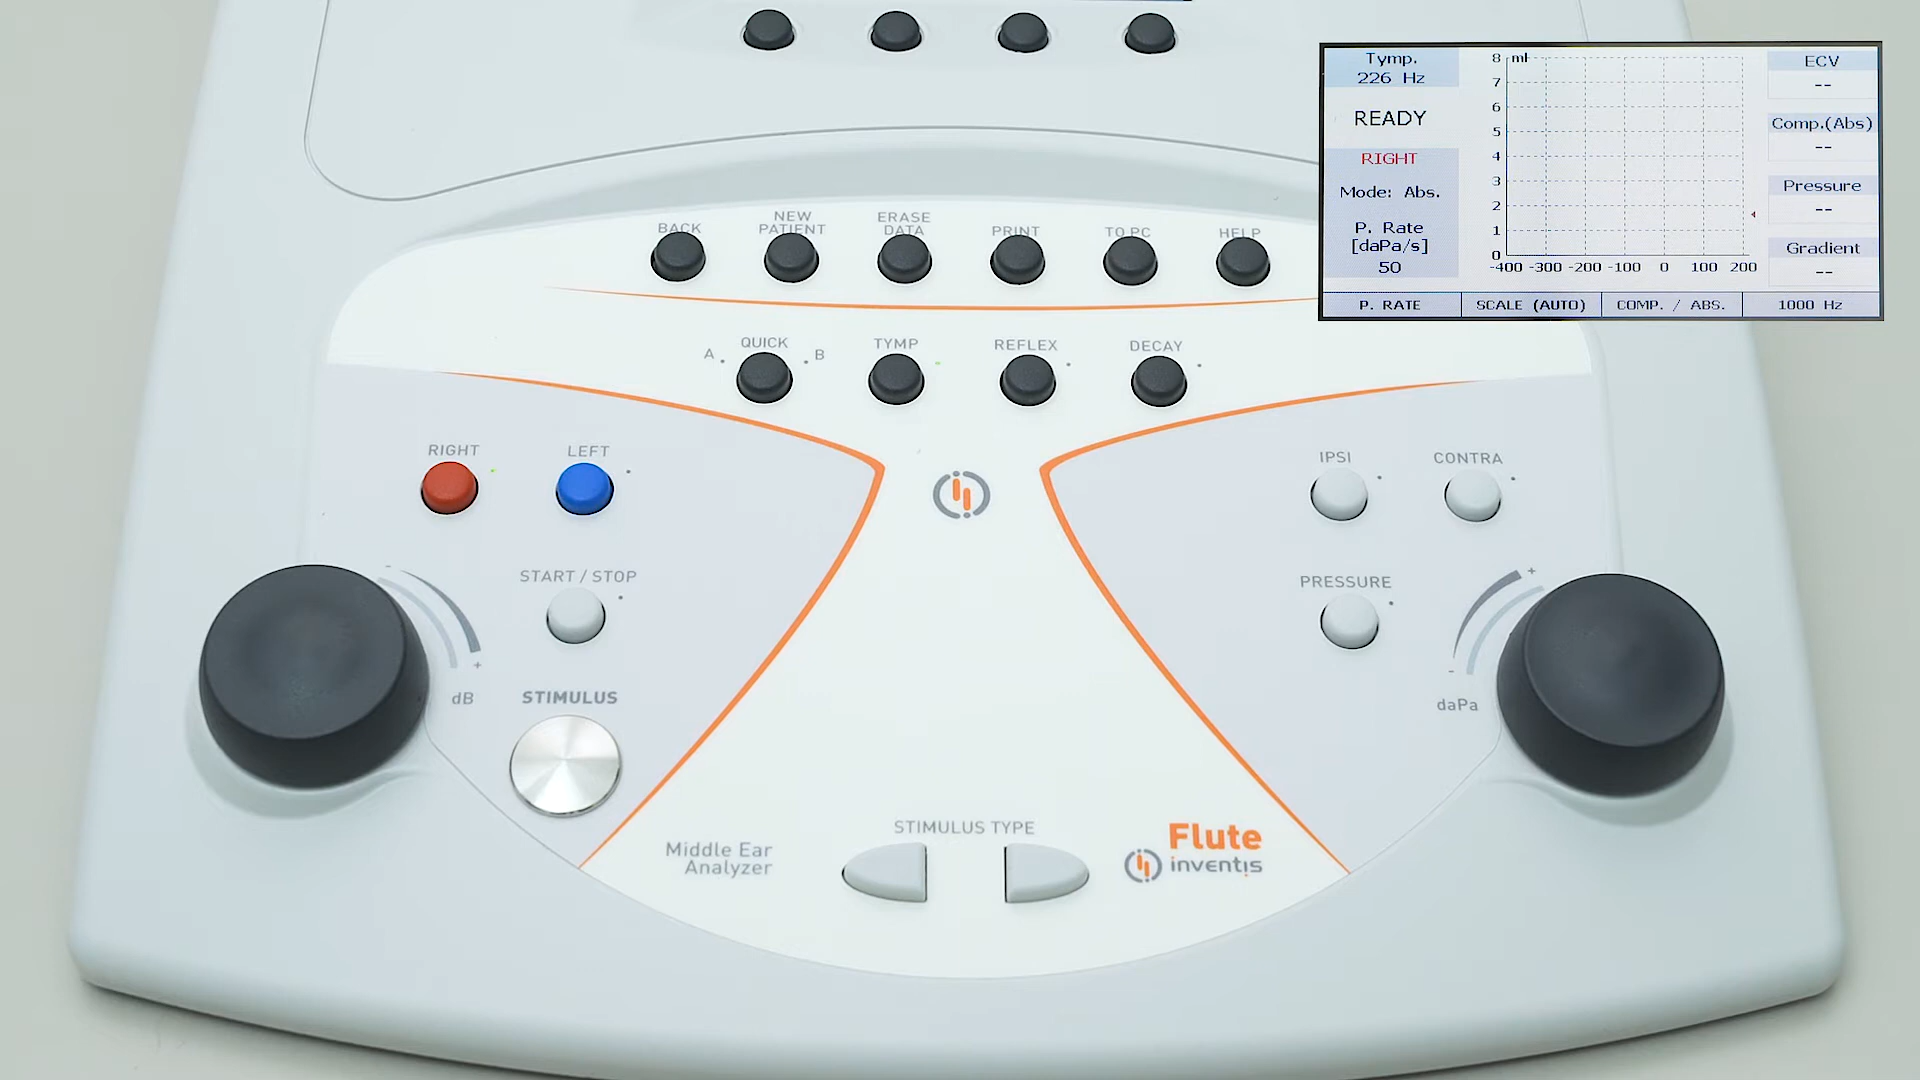 Tymp.
226 Hz
READY
RIGHT
Mode: Abs.
P. Rate
[daPa/s]
50
8 ml
7
6
5
4
3
2
1
0
-400 -300 -200 -100 0 100 200
ECV
--
Comp.(Abs)
--
Pressure
--
Gradient
--
P. RATE
SCALE (AUTO)
COMP. / ABS.
1000 Hz
BACK
NEW
PATIENT
ERASE
DATA
PRINT
TO PC
HELP
A QUICK B
TYMP
REFLEX
DECAY
RIGHT
LEFT
IPSI
CONTRA
START / STOP
PRESSURE
- +
dB
+ -
daPa
STIMULUS
STIMULUS TYPE
Middle Ear
Analyzer
Flute
inventis